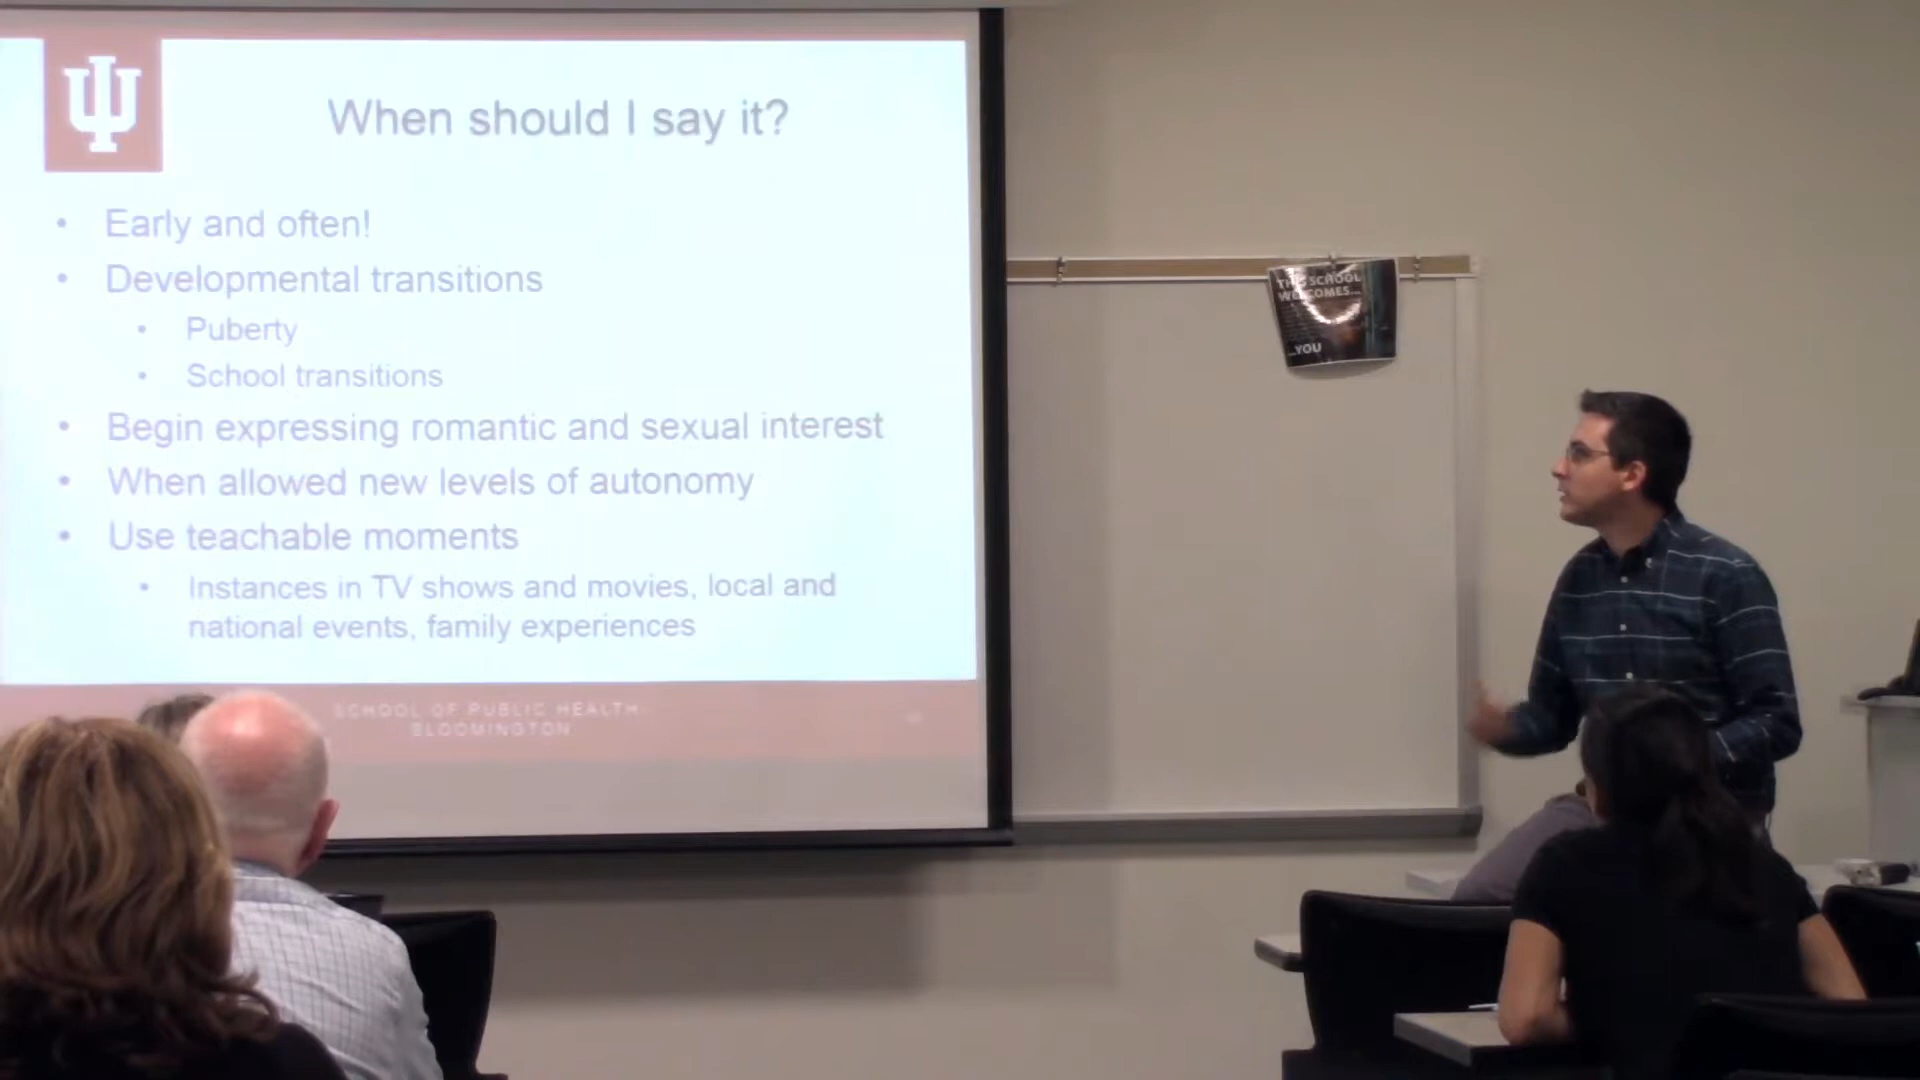 When should I say it?
• Early and often!
• Developmental transitions
• Puberty
• School transitions
• Begin expressing romantic and sexual interest
• When allowed new levels of autonomy
• Use teachable moments
• Instances in TV shows and movies, local and
national events, family experiences
SCHOOL OF PUBLIC HEALTH-
BLOOMINGTON
THIS SCHOOL
WELCOMES...
...YOU